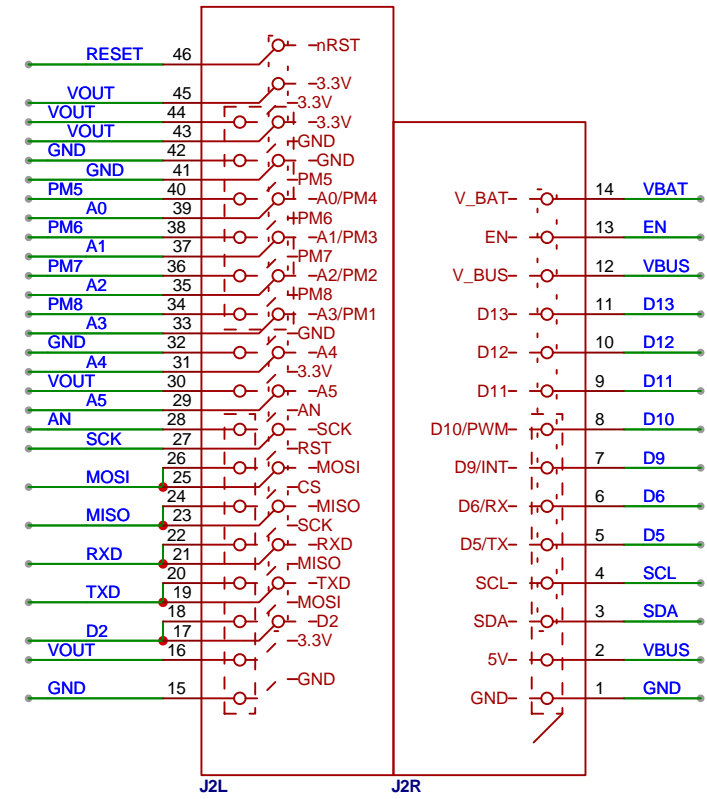 RESET 46 nRST
VOUT 45 3.3V
VOUT 44 3.3V
VOUT 43 3.3V
GND 42 GND
GND 41 GND
PM5 40 PM5
A0 39 A0/PM4
PM6 38 PM6
A1 37 A1/PM3
PM7 36 PM7
A2 35 A2/PM2
PM8 34 PM8
A3 33 A3/PM1
GND 32 GND
A4 31 A4
VOUT 30 3.3V
A5 29 A5
AN 28 AN
SCK 27 SCK
26 RST
MOSI 25 MOSI
24 CS
MISO 23 MISO
22 SCK
RXD 21 RXD
20 MISO
TXD 19 TXD
18 MOSI
D2 17 D2
VOUT 16 3.3V
GND 15 GND
J2L
V_BAT 14 VBAT
EN 13 EN
V_BUS 12 VBUS
D13 11 D13
D12 10 D12
D11 9 D11
D10/PWM 8 D10
D9/INT 7 D9
D6/RX 6 D6
D5/TX 5 D5
SCL 4 SCL
SDA 3 SDA
5V 2 VBUS
GND 1 GND
J2R